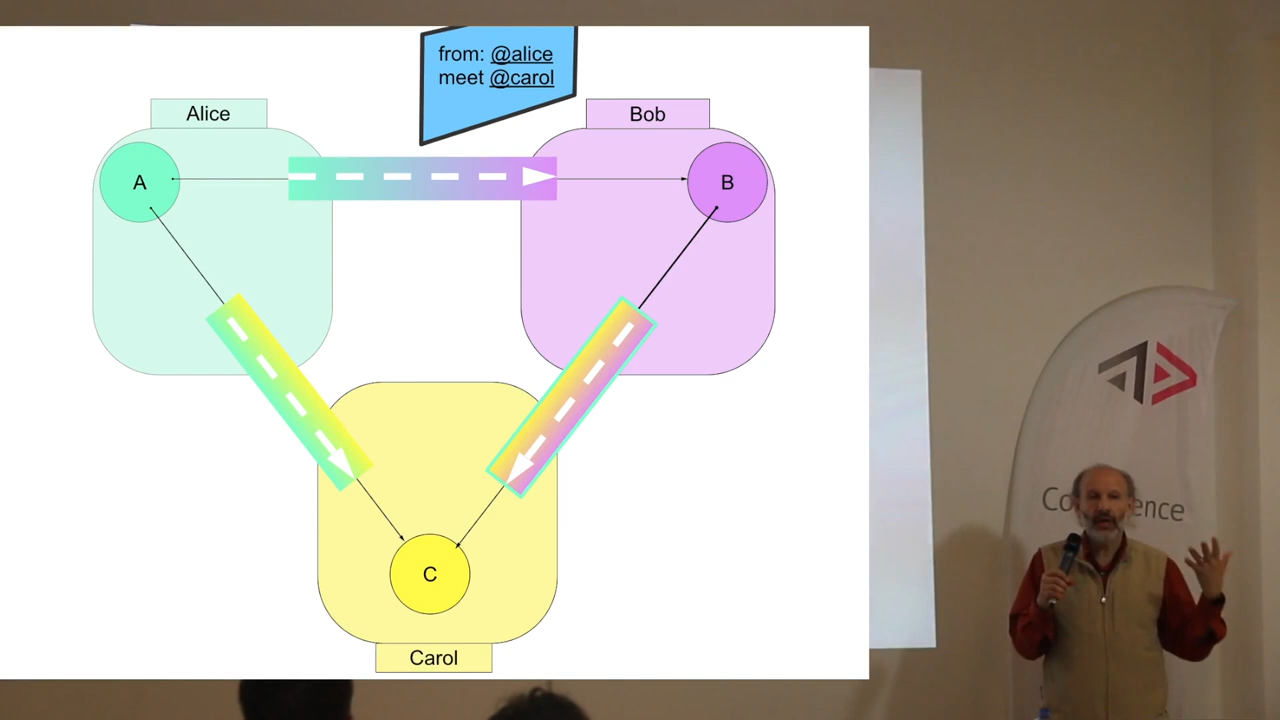 from: @alice
meet @carol
Alice
Bob
A
B
C
Carol